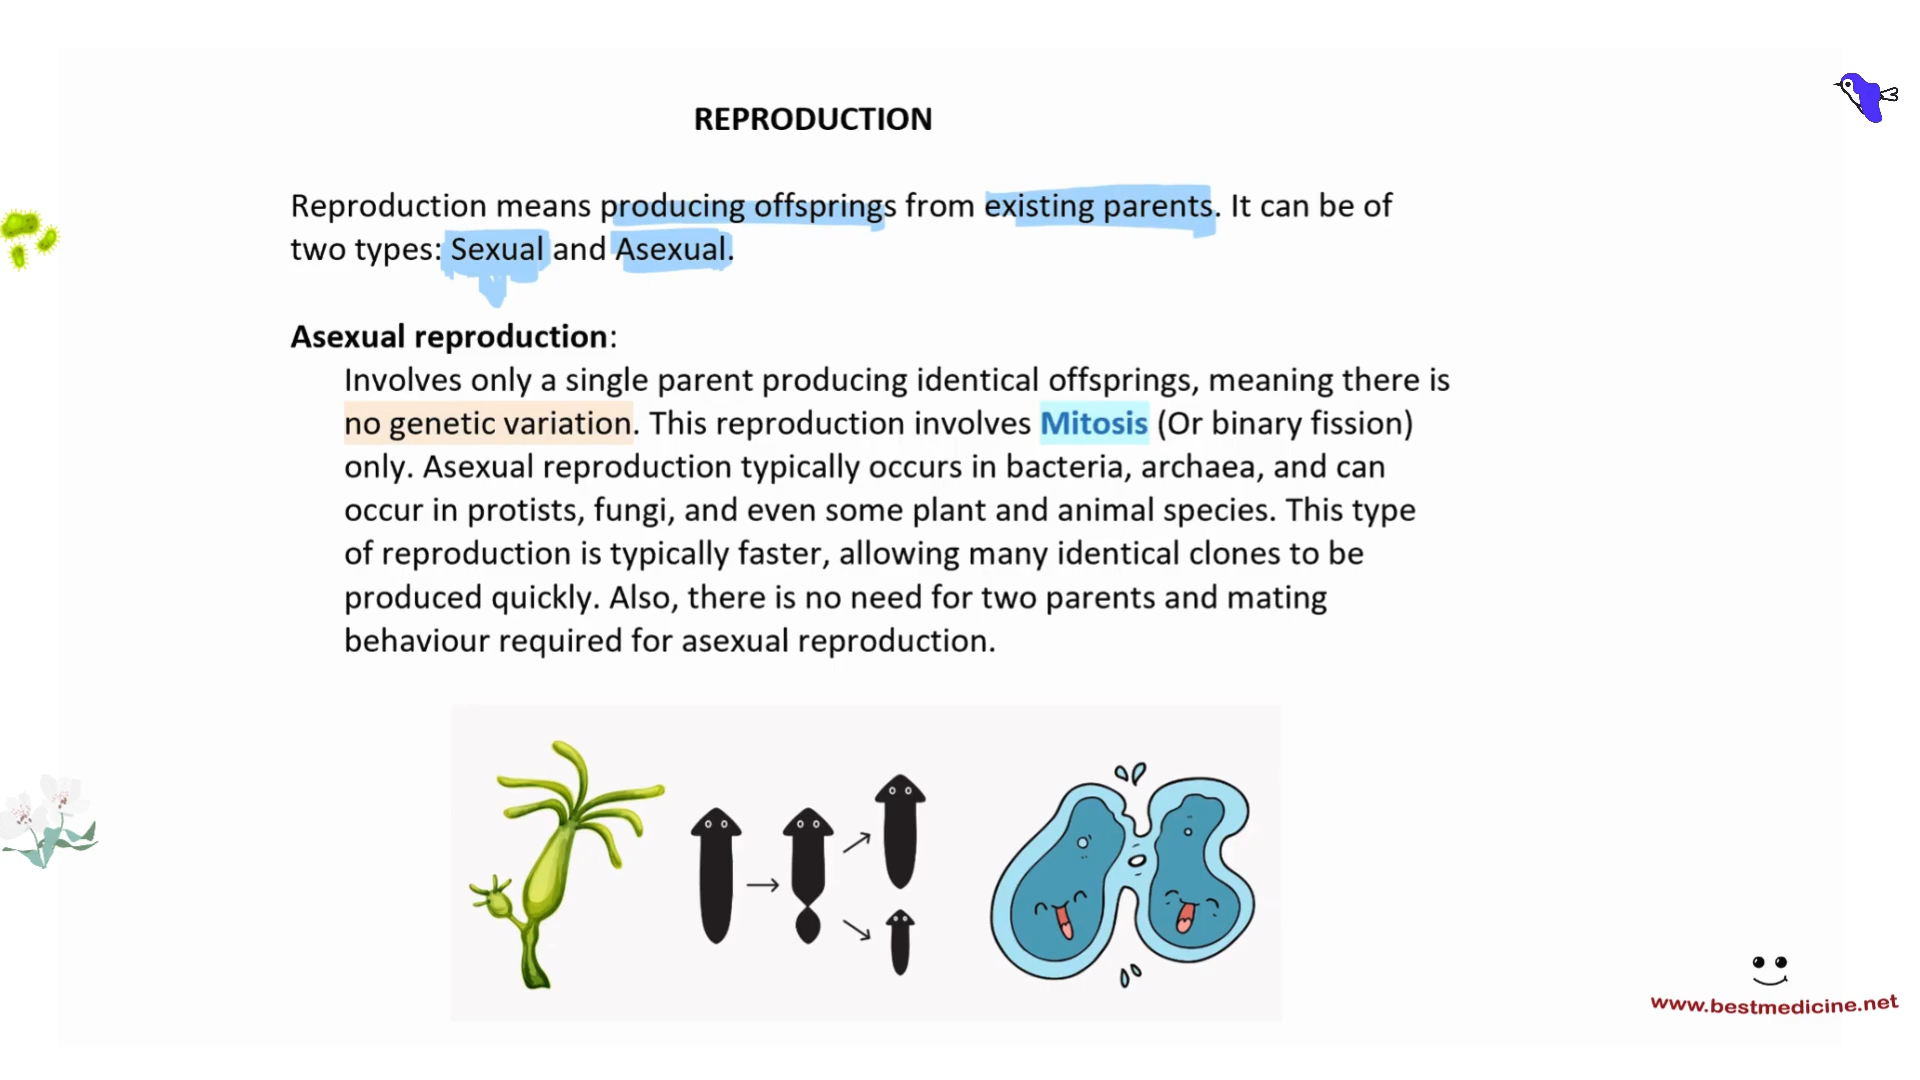 REPRODUCTION
Reproduction means producing offsprings from existing parents. It can be of
two types: Sexual and Asexual.
Asexual reproduction:
Involves only a single parent producing identical offsprings, meaning there is
no genetic variation. This reproduction involves Mitosis (Or binary fission)
only. Asexual reproduction typically occurs in bacteria, archaea, and can
occur in protists, fungi, and even some plant and animal species. This type
of reproduction is typically faster, allowing many identical clones to be
produced quickly. Also, there is no need for two parents and mating
behaviour required for asexual reproduction.
www.bestmedicine.net